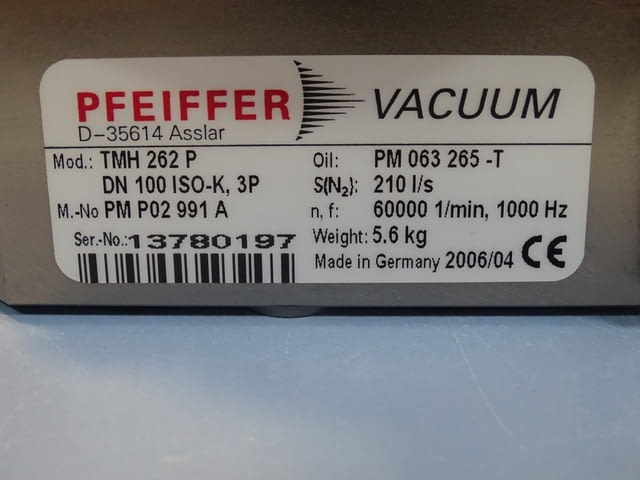 PFEIFFER VACUUM
D-35614 Asslar
Mod.: TMH 262 P
DN 100 ISO-K, 3P
M.-No PM P02 991 A
Ser.-No.: 13780197
Oil: PM 063 265 -T
S(N₂): 210 l/s
n, f: 60000 1/min, 1000 Hz
Weight: 5.6 kg
Made in Germany 2006/04 CE